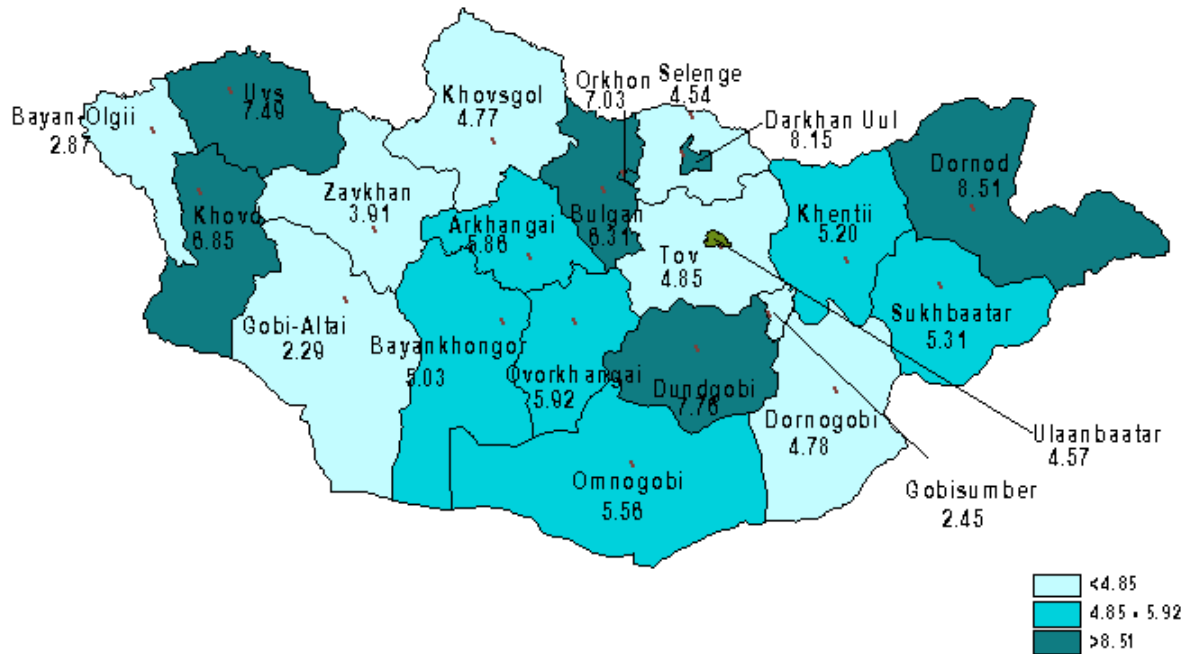 Orkhon
7.03
Selenge
4.54
Uvs
7.49
Khovsgol
4.77
Bayan-Olgii
2.87
Darkhan Uul
8.15
Dornod
8.51
Zavkhan
3.91
Khovd
6.85
Arkhangai
5.86
Bulgan
6.31
Khentii
5.20
Tov
4.85
Sukhbaatar
5.31
Gobi-Altai
2.29
Bayankhongor
5.03
Ovorkhangai
5.92
Dundgobi
7.76
Dornogobi
4.78
Ulaanbaatar
4.57
Omnogobi
5.56
Gobisumber
2.45
<4.85
4.85 - 5.92
>8.51